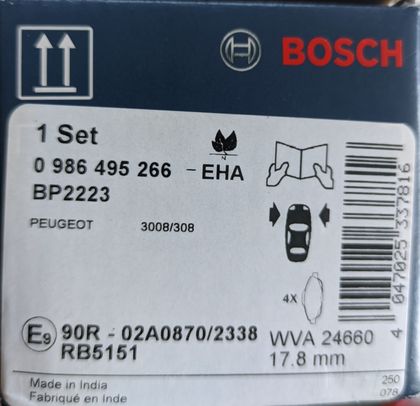 BOSCH
1 Set
0 986 495 266 - EHA
BP2223
PEUGEOT 3008/308
4X
4 047025 337816
E9 90R - 02A0870/2338
RB5151
WVA 24660
17.8 mm
Made in India
Fabriqué en Inde
250
078